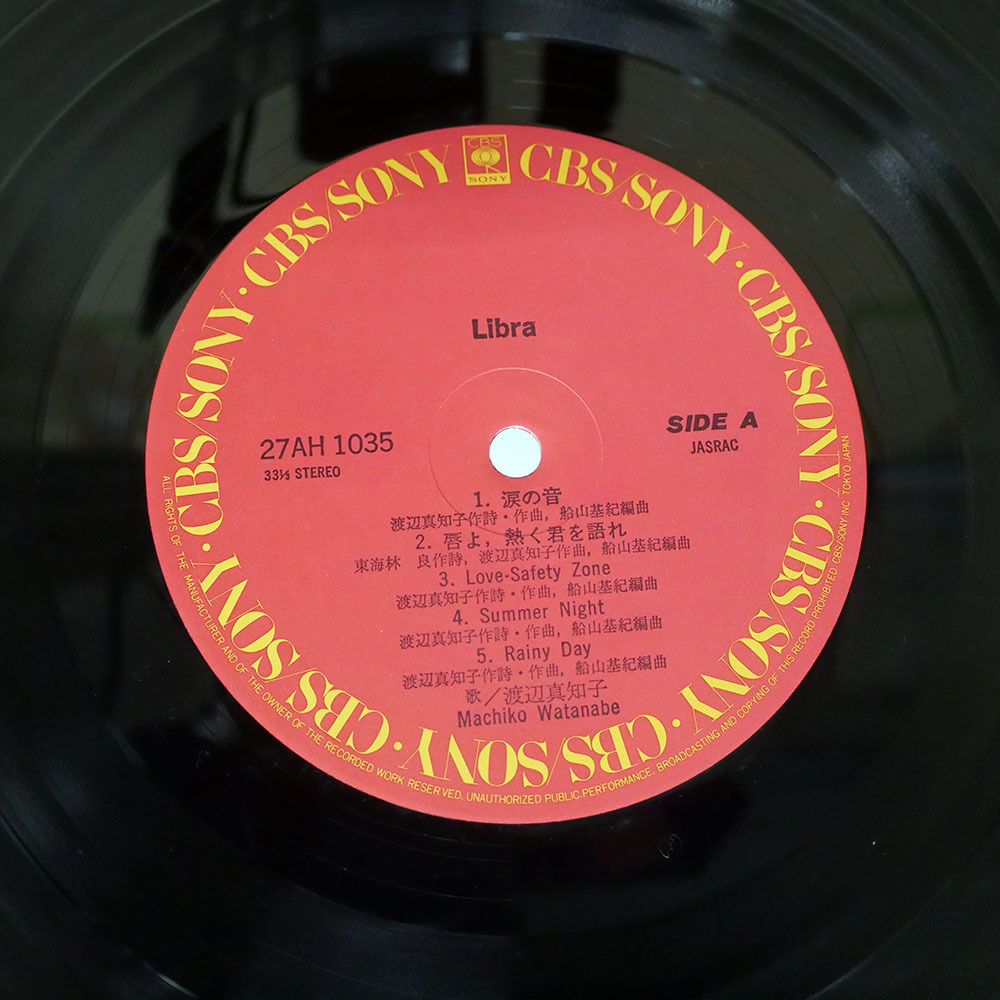 CBS
SONY
CBS/SONY · CBS/SONY · CBS/SONY · CBS/SONY · CBS/SONY · CBS/SONY · CBS/SONY · CBS/SONY · CBS/SONY
Libra
27AH 1035
33⅓ STEREO
SIDE A
JASRAC
1. 涙の音
渡辺真知子作詩・作曲, 船山基紀編曲
2. 唇よ, 熱く君を語れ
東海林 良作詩, 渡辺真知子作曲, 船山基紀編曲
3. Love-Safety Zone
渡辺真知子作詩・作曲, 船山基紀編曲
4. Summer Night
渡辺真知子作詩・作曲, 船山基紀編曲
5. Rainy Day
渡辺真知子作詩・作曲, 船山基紀編曲
歌／渡辺真知子
Machiko Watanabe
ALL RIGHTS OF THE MANUFACTURER AND OF THE OWNER OF THE RECORDED WORK RESERVED. UNAUTHORIZED PUBLIC PERFORMANCE, BROADCASTING AND COPYING OF THIS RECORD PROHIBITED CBS/SONY INC TOKYO JAPAN